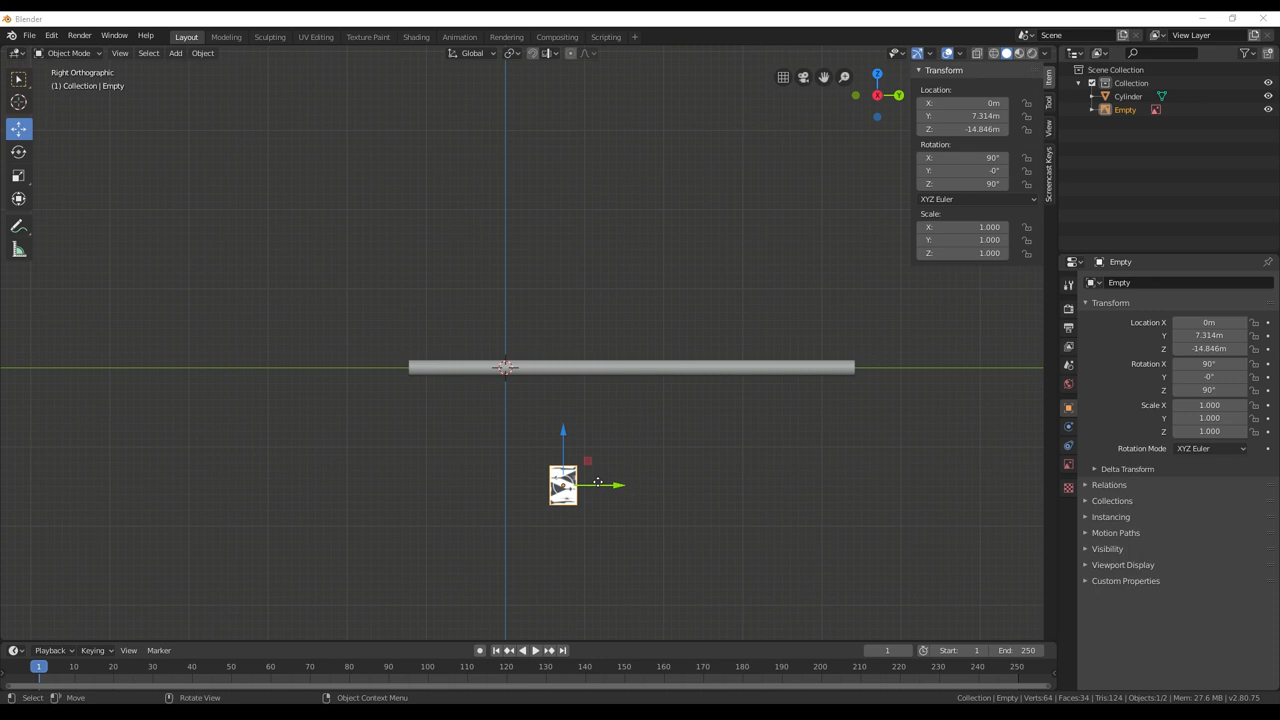 Blender
File Edit Render Window Help Layout Modeling Sculpting UV Editing Texture Paint Shading Animation Rendering Compositing Scripting Scene View Layer
Object Mode View Select Add Object Global
Right Orthographic
(1) Collection | Empty
Z
X
Y
Transform
Location:
X: 0m
Y: 7.314m
Z: -14.846m
Rotation:
X: 90°
Y: -0°
Z: 90°
XYZ Euler
Scale:
X: 1.000
Y: 1.000
Z: 1.000
Item
Tool
View
Screencast Keys
Scene Collection
Collection
Cylinder
Empty
Empty
Empty
Transform
Location X 0m
Y 7.314m
Z -14.846m
Rotation X 90°
Y -0°
Z 90°
Scale X 1.000
Y 1.000
Z 1.000
Rotation Mode XYZ Euler
Delta Transform
Relations
Collections
Instancing
Motion Paths
Visibility
Viewport Display
Custom Properties
Playback Keying View Marker 1 Start: 1 End: 250
1 10 20 30 40 50 60 70 80 90 100 110 120 130 140 150 160 170 180 190 200 210 220 230 240 250
Select Move Rotate View Object Context Menu Collection | Empty | Verts:64 | Faces:34 | Tris:124 | Objects:1/2 | Mem: 27.6 MB | v2.80.75